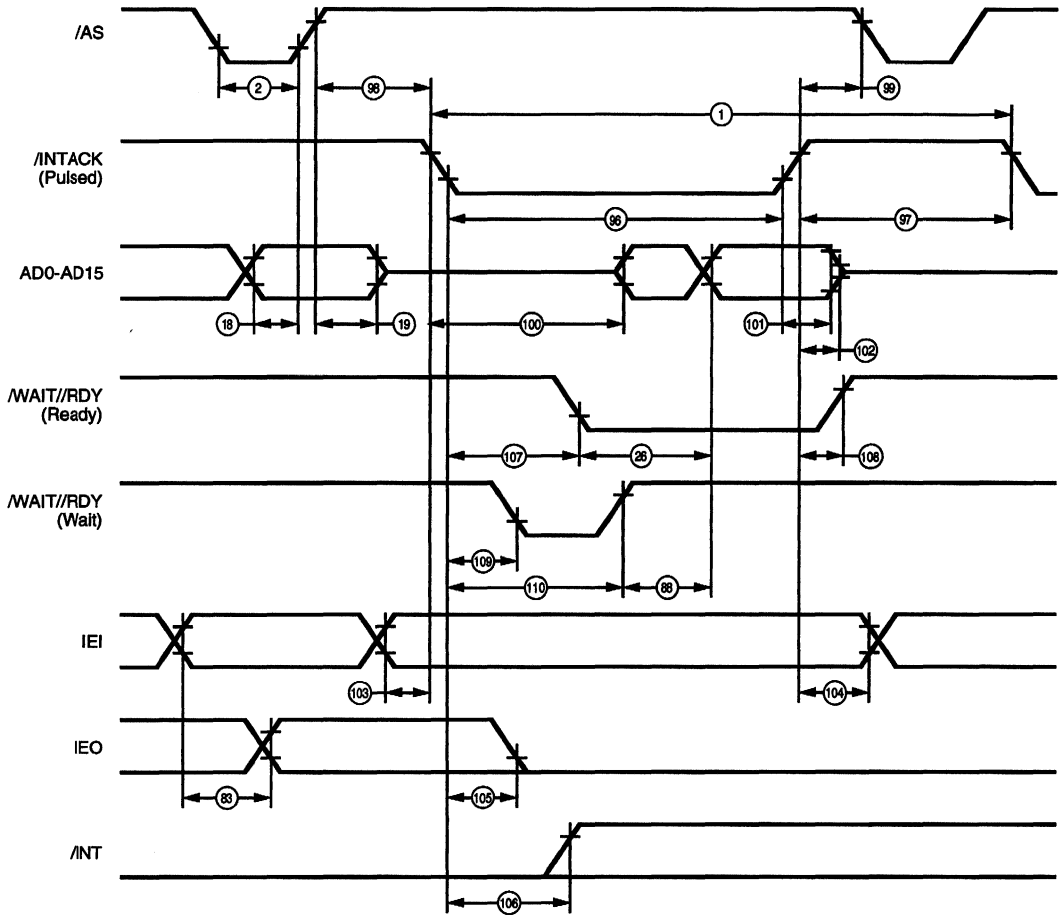 /AS
2
98
99
1
/INTACK
(Pulsed)
96
97
AD0-AD15
18
19
100
101
102
/WAIT//RDY
(Ready)
107
26
108
/WAIT//RDY
(Wait)
109
110
88
IEI
103
104
IEO
83
105
/INT
106